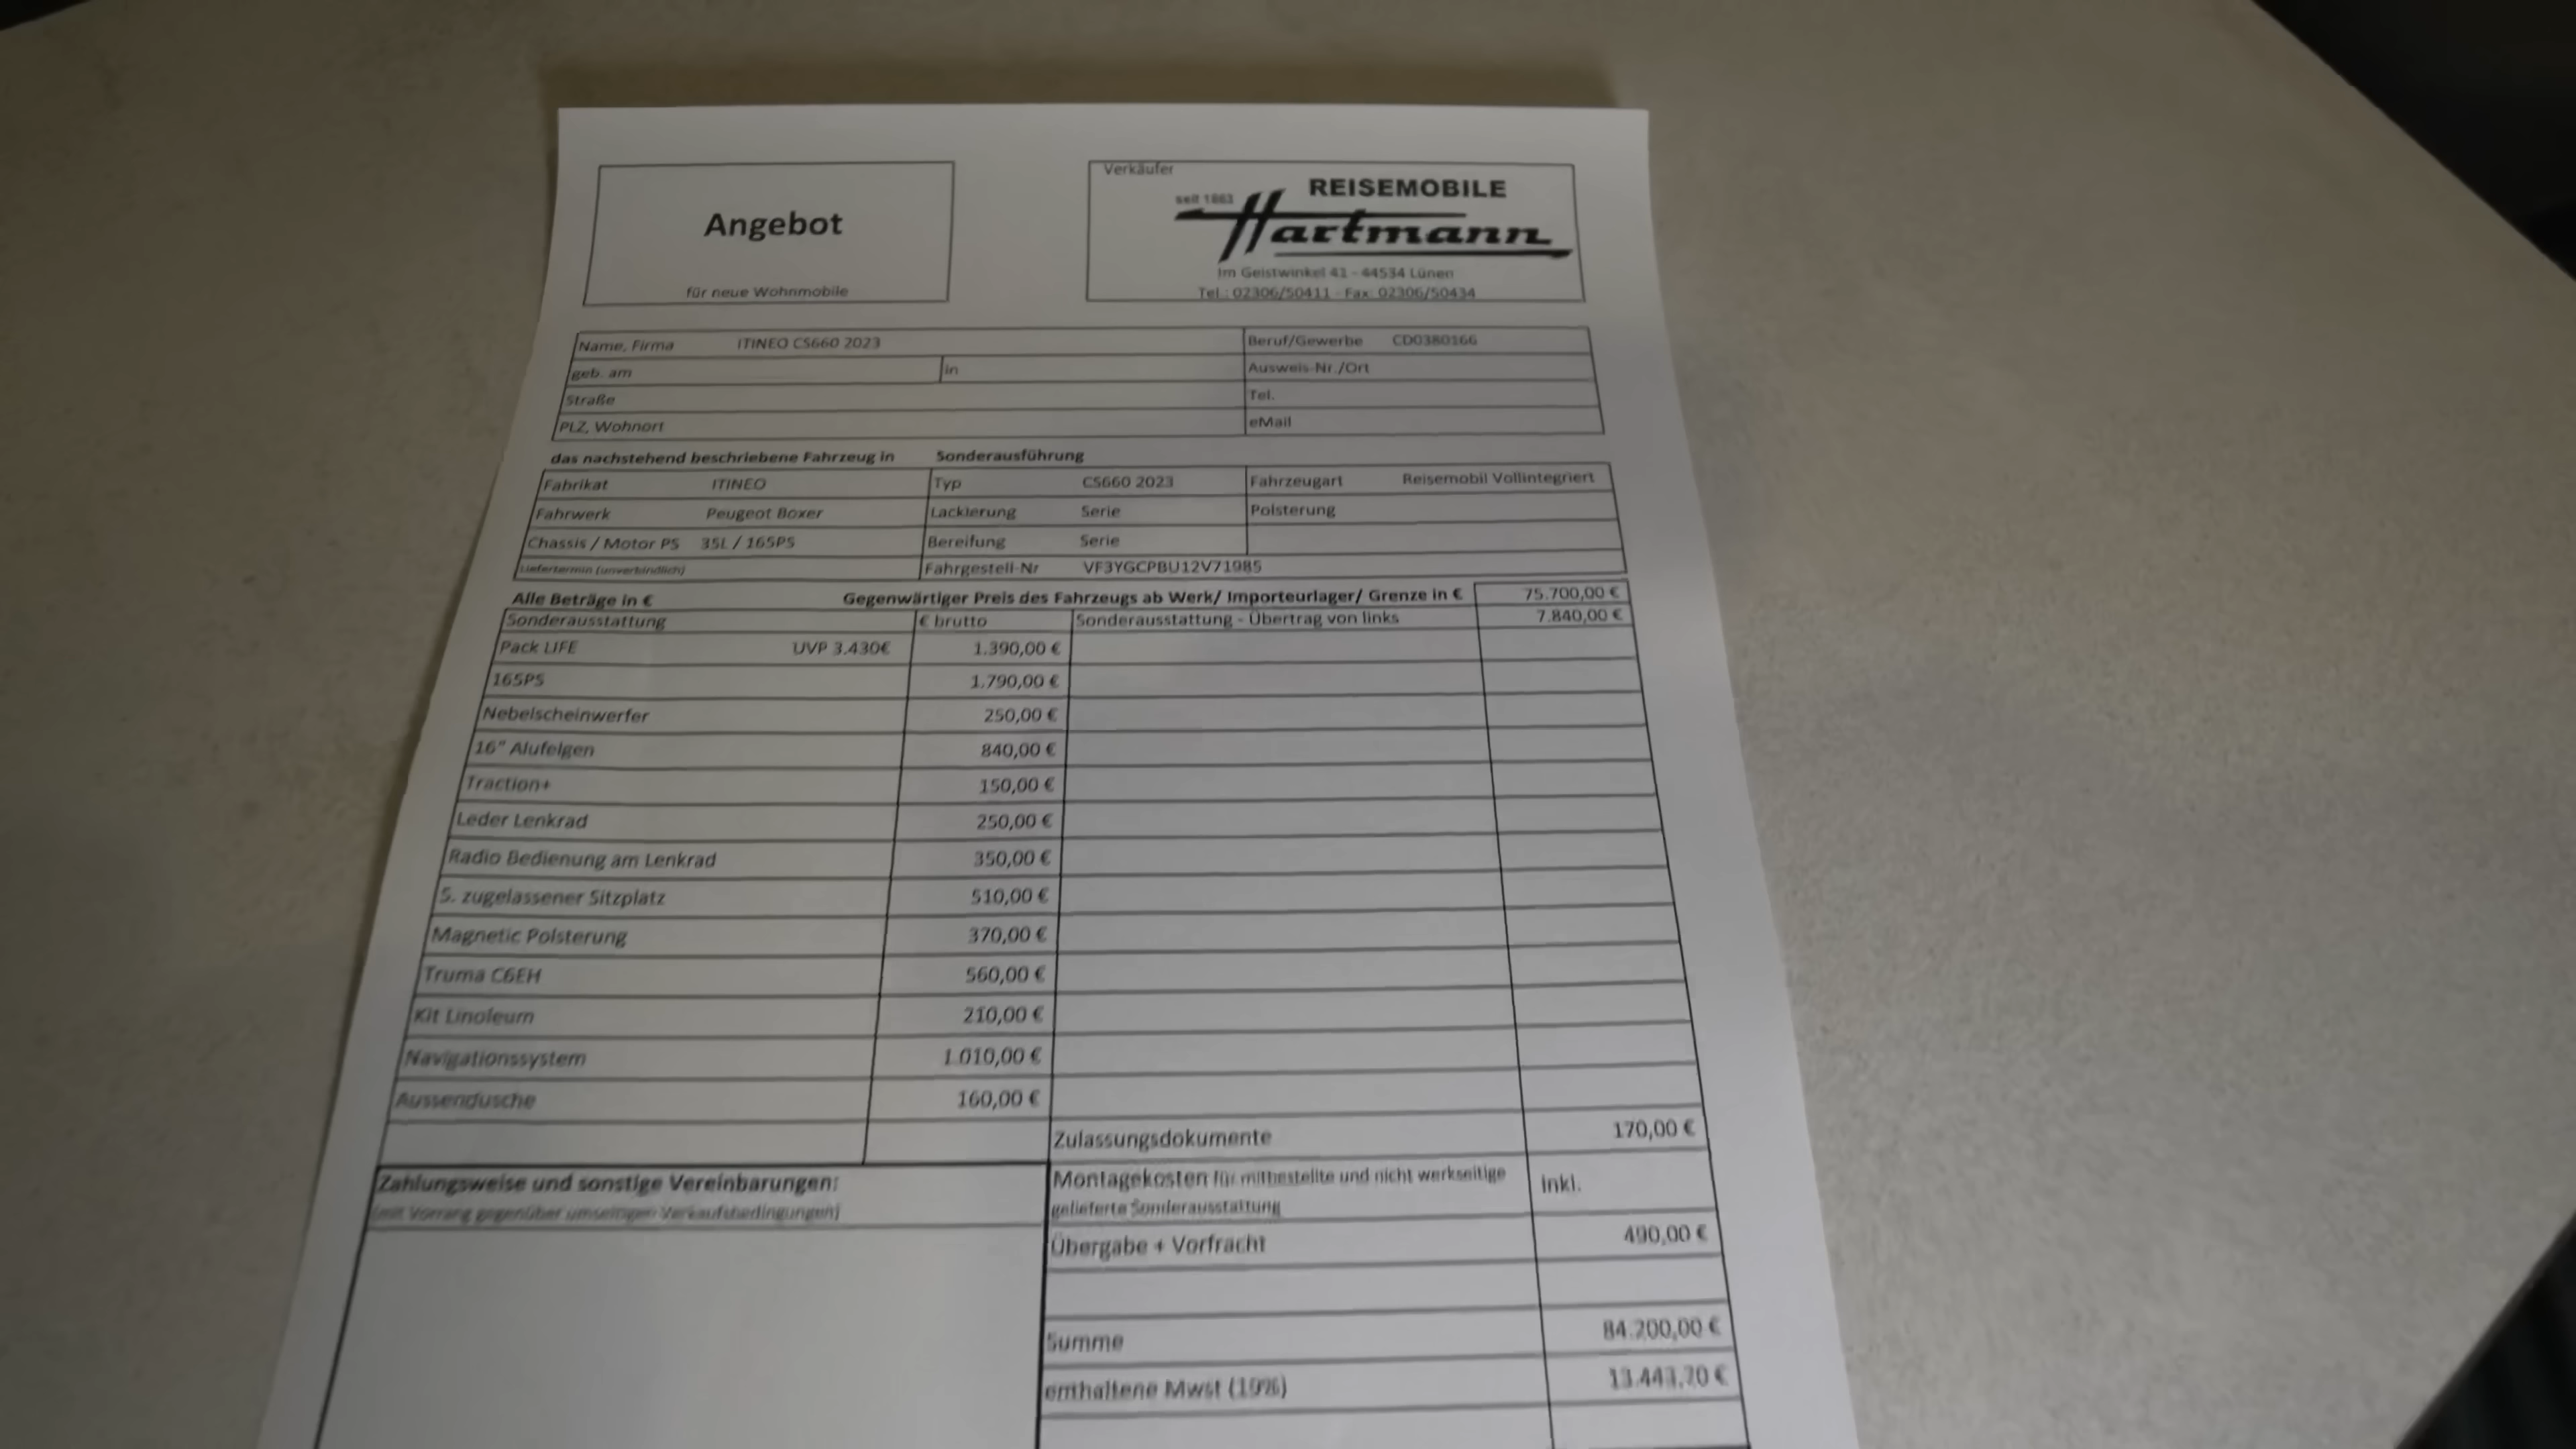 Angebot
für neue Wohnmobile
Verkäufer
seit 1863
REISEMOBILE
Hartmann
Im Geistwinkel 41 - 44534 Lünen
Tel.: 02306/50411 - Fax: 02306/50434
Name, Firma ITINEO CS660 2023 Beruf/Gewerbe CD0380166
geb. am in Ausweis-Nr./Ort
Straße Tel.
PLZ, Wohnort eMail
das nachstehend beschriebene Fahrzeug in Sonderausführung
Fabrikat ITINEO Typ CS660 2023 Fahrzeugart Reisemobil Vollintegriert
Fahrwerk Peugeot Boxer Lackierung Serie Polsterung
Chassis / Motor PS 35L / 165PS Bereifung Serie
Liefertermin (unverbindlich) Fahrgestell-Nr VF3YGCPBU12V71985
Alle Beträge in € Gegenwärtiger Preis des Fahrzeugs ab Werk/ Importeurlager/ Grenze in € 75.700,00 €
Sonderausstattung € brutto Sonderausstattung - Übertrag von links 7.840,00 €
Pack LIFE UVP 3.430€ 1.390,00 €
165PS 1.790,00 €
Nebelscheinwerfer 250,00 €
16" Alufelgen 840,00 €
Traction+ 150,00 €
Leder Lenkrad 250,00 €
Radio Bedienung am Lenkrad 350,00 €
5. zugelassener Sitzplatz 510,00 €
Magnetic Polsterung 370,00 €
Truma C6EH 560,00 €
Kit Linoleum 210,00 €
Navigationssystem 1.010,00 €
Aussendusche 160,00 €
Zulassungsdokumente 170,00 €
Zahlungsweise und sonstige Vereinbarungen:
(mit Vorrang gegenüber umseitigen Verkaufsbedingungen)
Montagekosten für mitbestellte und nicht werkseitige
gelieferte Sonderausstattung
inkl.
Übergabe + Vorfracht 490,00 €
Summe 84.200,00 €
enthaltene Mwst (19%) 13.443,70 €